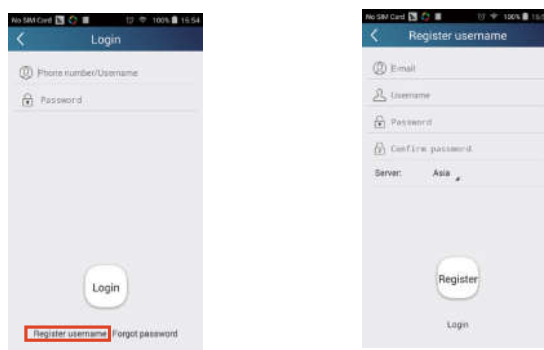 No SIM Card 100% 16:54
Login
Phone number/Username
Password
Login
Register username Forgot password
No SIM Card 100%
Register username
E-mail
Username
Password
Confirm password
Server: Asia
Register
Login